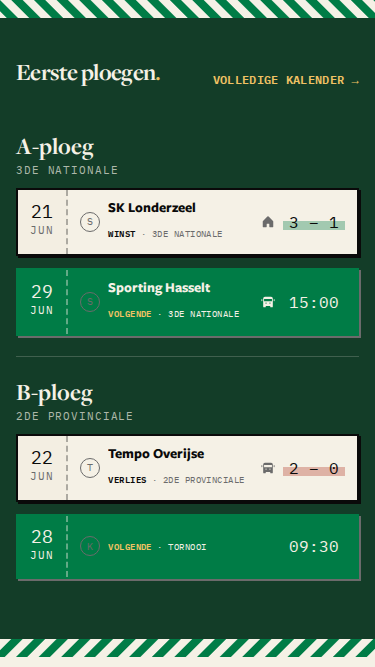 Eerste ploegen.
VOLLEDIGE KALENDER →
A-ploeg
3DE NATIONALE
21 JUN
S
SK Londerzeel
WINST · 3DE NATIONALE
3 – 1
29 JUN
S
Sporting Hasselt
VOLGENDE · 3DE NATIONALE
15:00
B-ploeg
2DE PROVINCIALE
22 JUN
T
Tempo Overijse
VERLIES · 2DE PROVINCIALE
2 – 0
28 JUN
K
VOLGENDE · TORNOOI
09:30